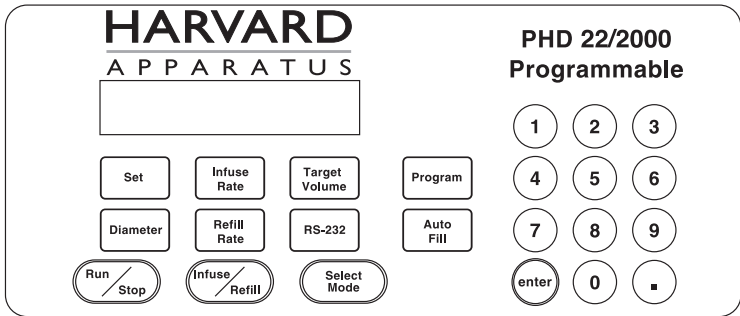 HARVARD
APPARATUS
PHD 22/2000
Programmable
1 2 3
Set
Infuse
Rate
Target
Volume
Program
4 5 6
Diameter
Refill
Rate
RS-232
Auto
Fill
7 8 9
Run
Stop
Infuse
Refill
Select
Mode
enter 0 .